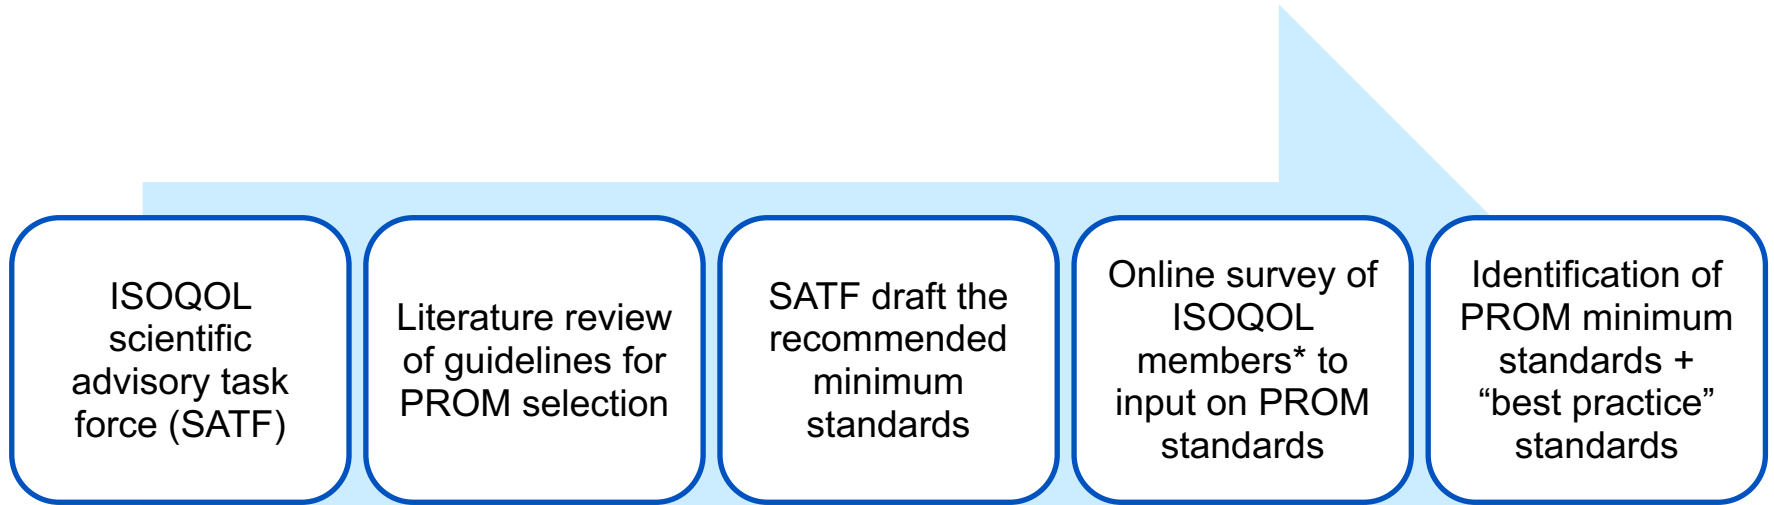 ISOQOL
scientific
advisory task
force (SATF)
Literature review
of guidelines for
PROM selection
SATF draft the
recommended
minimum
standards
Online survey of
ISOQOL
members* to
input on PROM
standards
Identification of
PROM minimum
standards +
“best practice”
standards